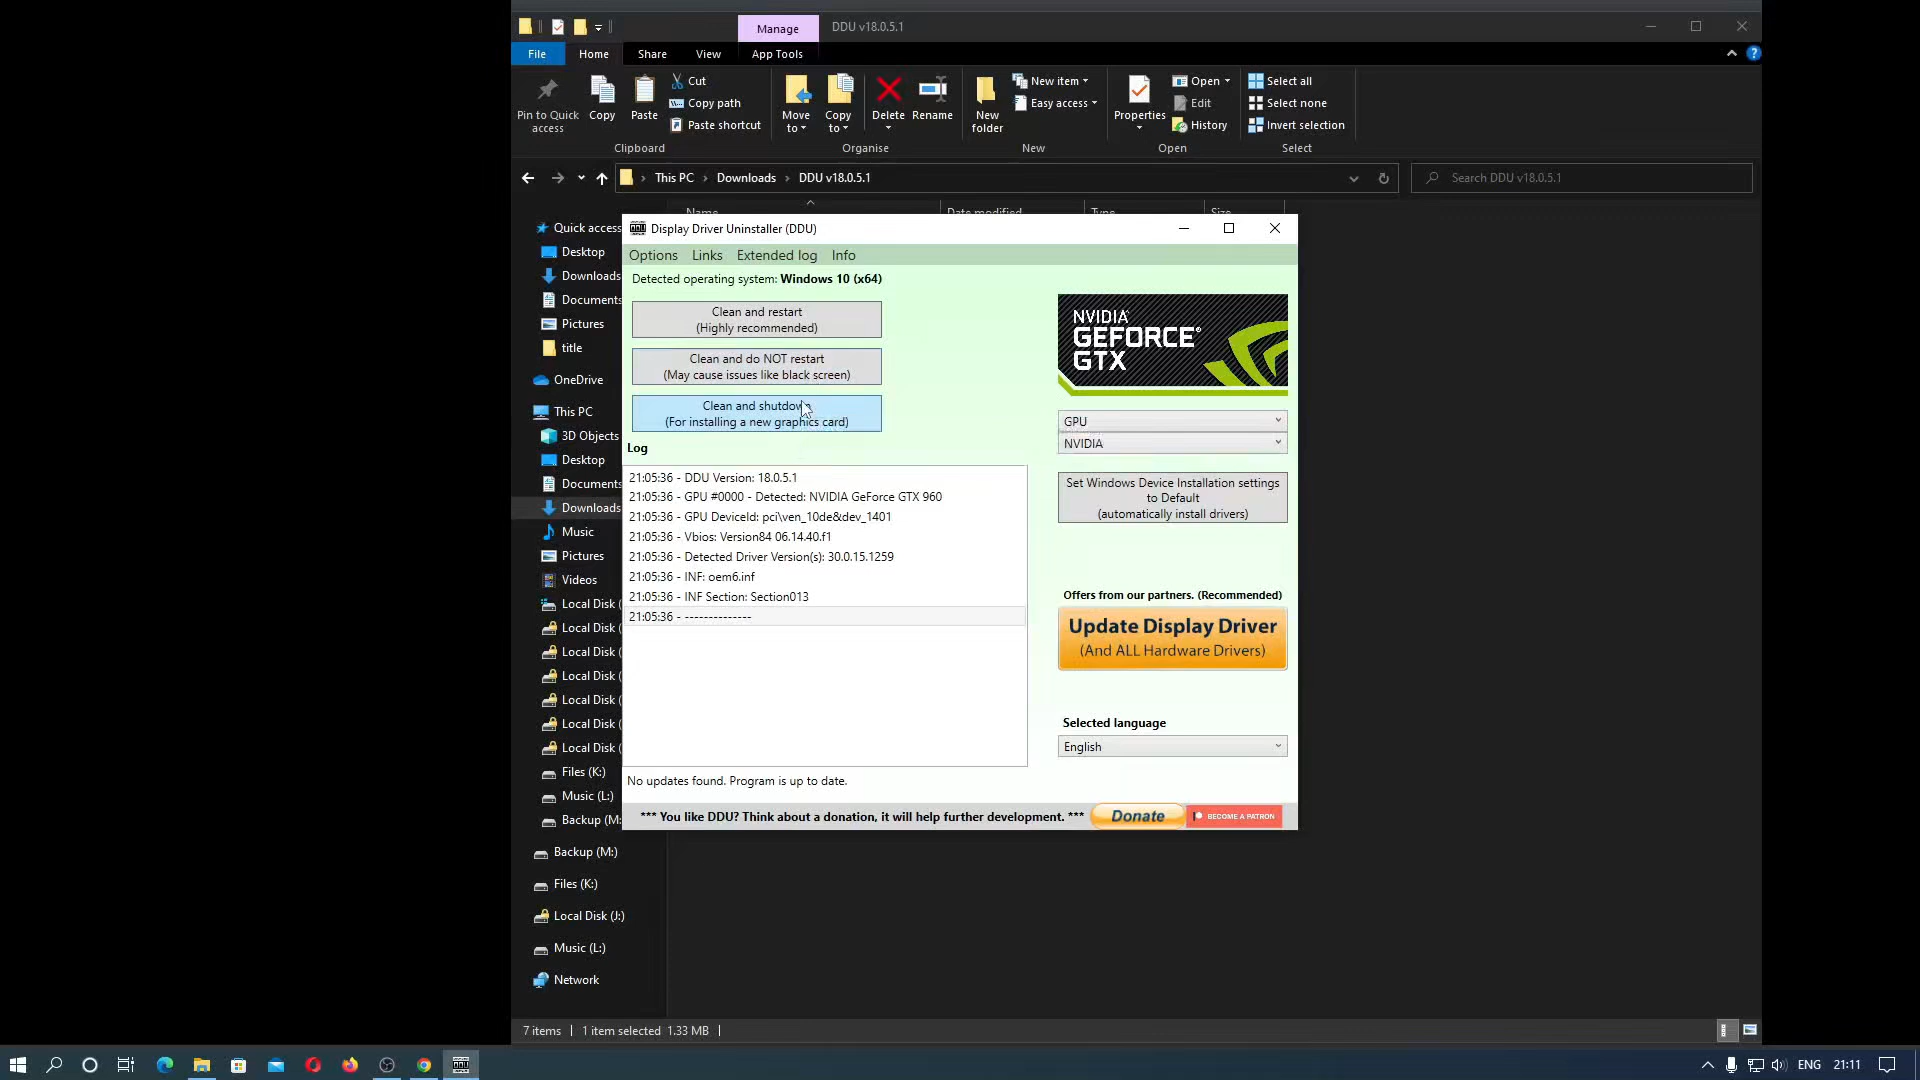 Manage
DDU v18.0.5.1
File
Home
Share
View
App Tools
Pin to Quick access
Copy
Paste
Cut
Copy path
Paste shortcut
Clipboard
Move to
Copy to
Delete
Rename
Organise
New folder
New item
Easy access
New
Properties
Open
Edit
History
Open
Select all
Select none
Invert selection
Select
This PC
Downloads
DDU v18.0.5.1
Search DDU v18.0.5.1
Name
Date modified
Type
Size
Quick access
Desktop
Downloads
Documents
Pictures
title
OneDrive
This PC
3D Objects
Desktop
Documents
Downloads
Music
Pictures
Videos
Local Disk (
Local Disk (
Local Disk (
Local Disk (
Local Disk (
Local Disk (
Local Disk (
Files (K:)
Music (L:)
Backup (M:
Backup (M:)
Files (K:)
Local Disk (J:)
Music (L:)
Network
Display Driver Uninstaller (DDU)
Options
Links
Extended log
Info
Detected operating system: Windows 10 (x64)
Clean and restart
(Highly recommended)
Clean and do NOT restart
(May cause issues like black screen)
Clean and shutdown
(For installing a new graphics card)
Log
21:05:36 - DDU Version: 18.0.5.1
21:05:36 - GPU #0000 - Detected: NVIDIA GeForce GTX 960
21:05:36 - GPU DeviceId: pci\ven_10de&dev_1401
21:05:36 - Vbios: Version84 06.14.40.f1
21:05:36 - Detected Driver Version(s): 30.0.15.1259
21:05:36 - INF: oem6.inf
21:05:36 - INF Section: Section013
21:05:36 - --------------
No updates found. Program is up to date.
NVIDIA
GEFORCE®
GTX
GPU
NVIDIA
Set Windows Device Installation settings
to Default
(automatically install drivers)
Offers from our partners. (Recommended)
Update Display Driver
(And ALL Hardware Drivers)
Selected language
English
*** You like DDU? Think about a donation, it will help further development. ***
Donate
BECOME A PATRON
7 items
1 item selected 1.33 MB
ENG
21:11